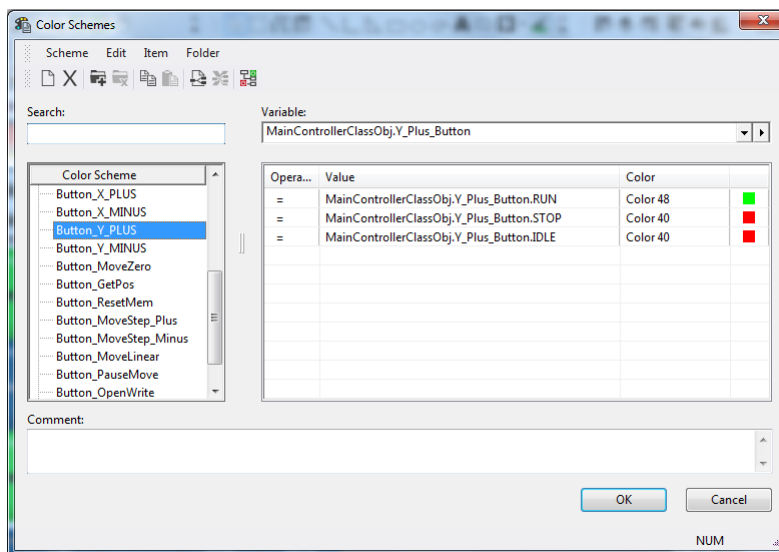 Color Schemes
Scheme Edit Item Folder
Search:
Variable:
MainControllerClassObj.Y_Plus_Button
Color Scheme
Button_X_PLUS
Button_X_MINUS
Button_Y_PLUS
Button_Y_MINUS
Button_MoveZero
Button_GetPos
Button_ResetMem
Button_MoveStep_Plus
Button_MoveStep_Minus
Button_MoveLinear
Button_PauseMove
Button_OpenWrite
Opera... Value Color
= MainControllerClassObj.Y_Plus_Button.RUN Color 48
= MainControllerClassObj.Y_Plus_Button.STOP Color 40
= MainControllerClassObj.Y_Plus_Button.IDLE Color 40
Comment:
OK Cancel
NUM